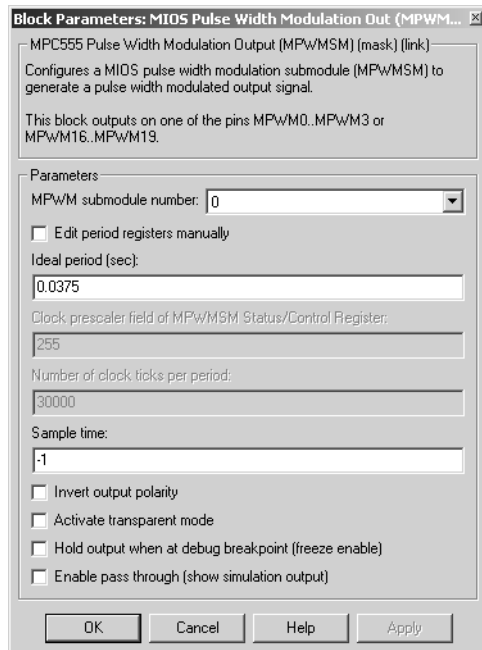 Block Parameters: MIOS Pulse Width Modulation Out (MPWM...
MPC555 Pulse Width Modulation Output (MPWMSM) (mask) (link)
Configures a MIOS pulse width modulation submodule (MPWMSM) to
generate a pulse width modulated output signal.
This block outputs on one of the pins MPWM0..MPWM3 or
MPWM16..MPWM19.
Parameters
MPWM submodule number: 0
Edit period registers manually
Ideal period (sec):
0.0375
Clock prescaler field of MPWMSM Status/Control Register:
255
Number of clock ticks per period:
30000
Sample time:
-1
Invert output polarity
Activate transparent mode
Hold output when at debug breakpoint (freeze enable)
Enable pass through (show simulation output)
OK Cancel Help Apply